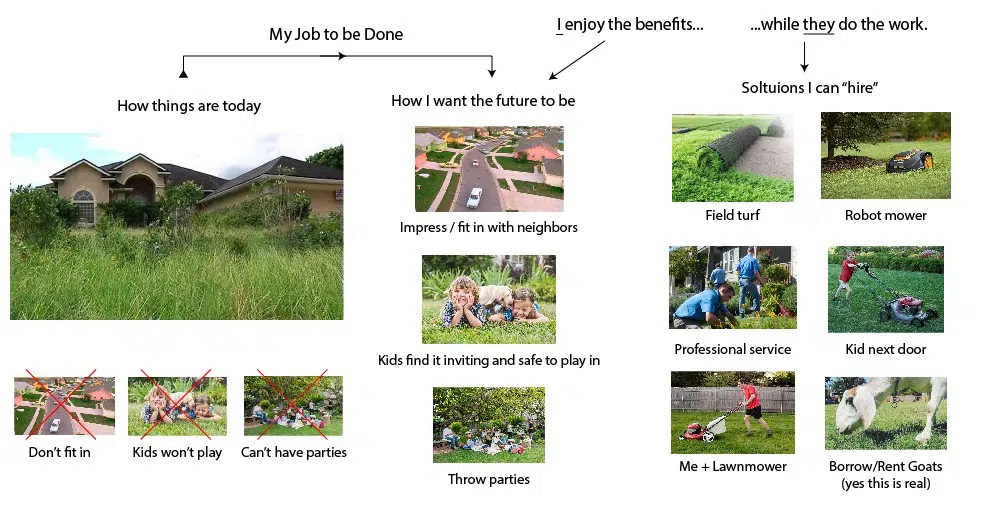 My Job to be Done
I enjoy the benefits...
...while they do the work.
How things are today
How I want the future to be
Soltuions I can “hire”
Impress / fit in with neighbors
Kids find it inviting and safe to play in
Throw parties
Don’t fit in
Kids won’t play
Can’t have parties
Field turf
Robot mower
Professional service
Kid next door
Me + Lawnmower
Borrow/Rent Goats
(yes this is real)